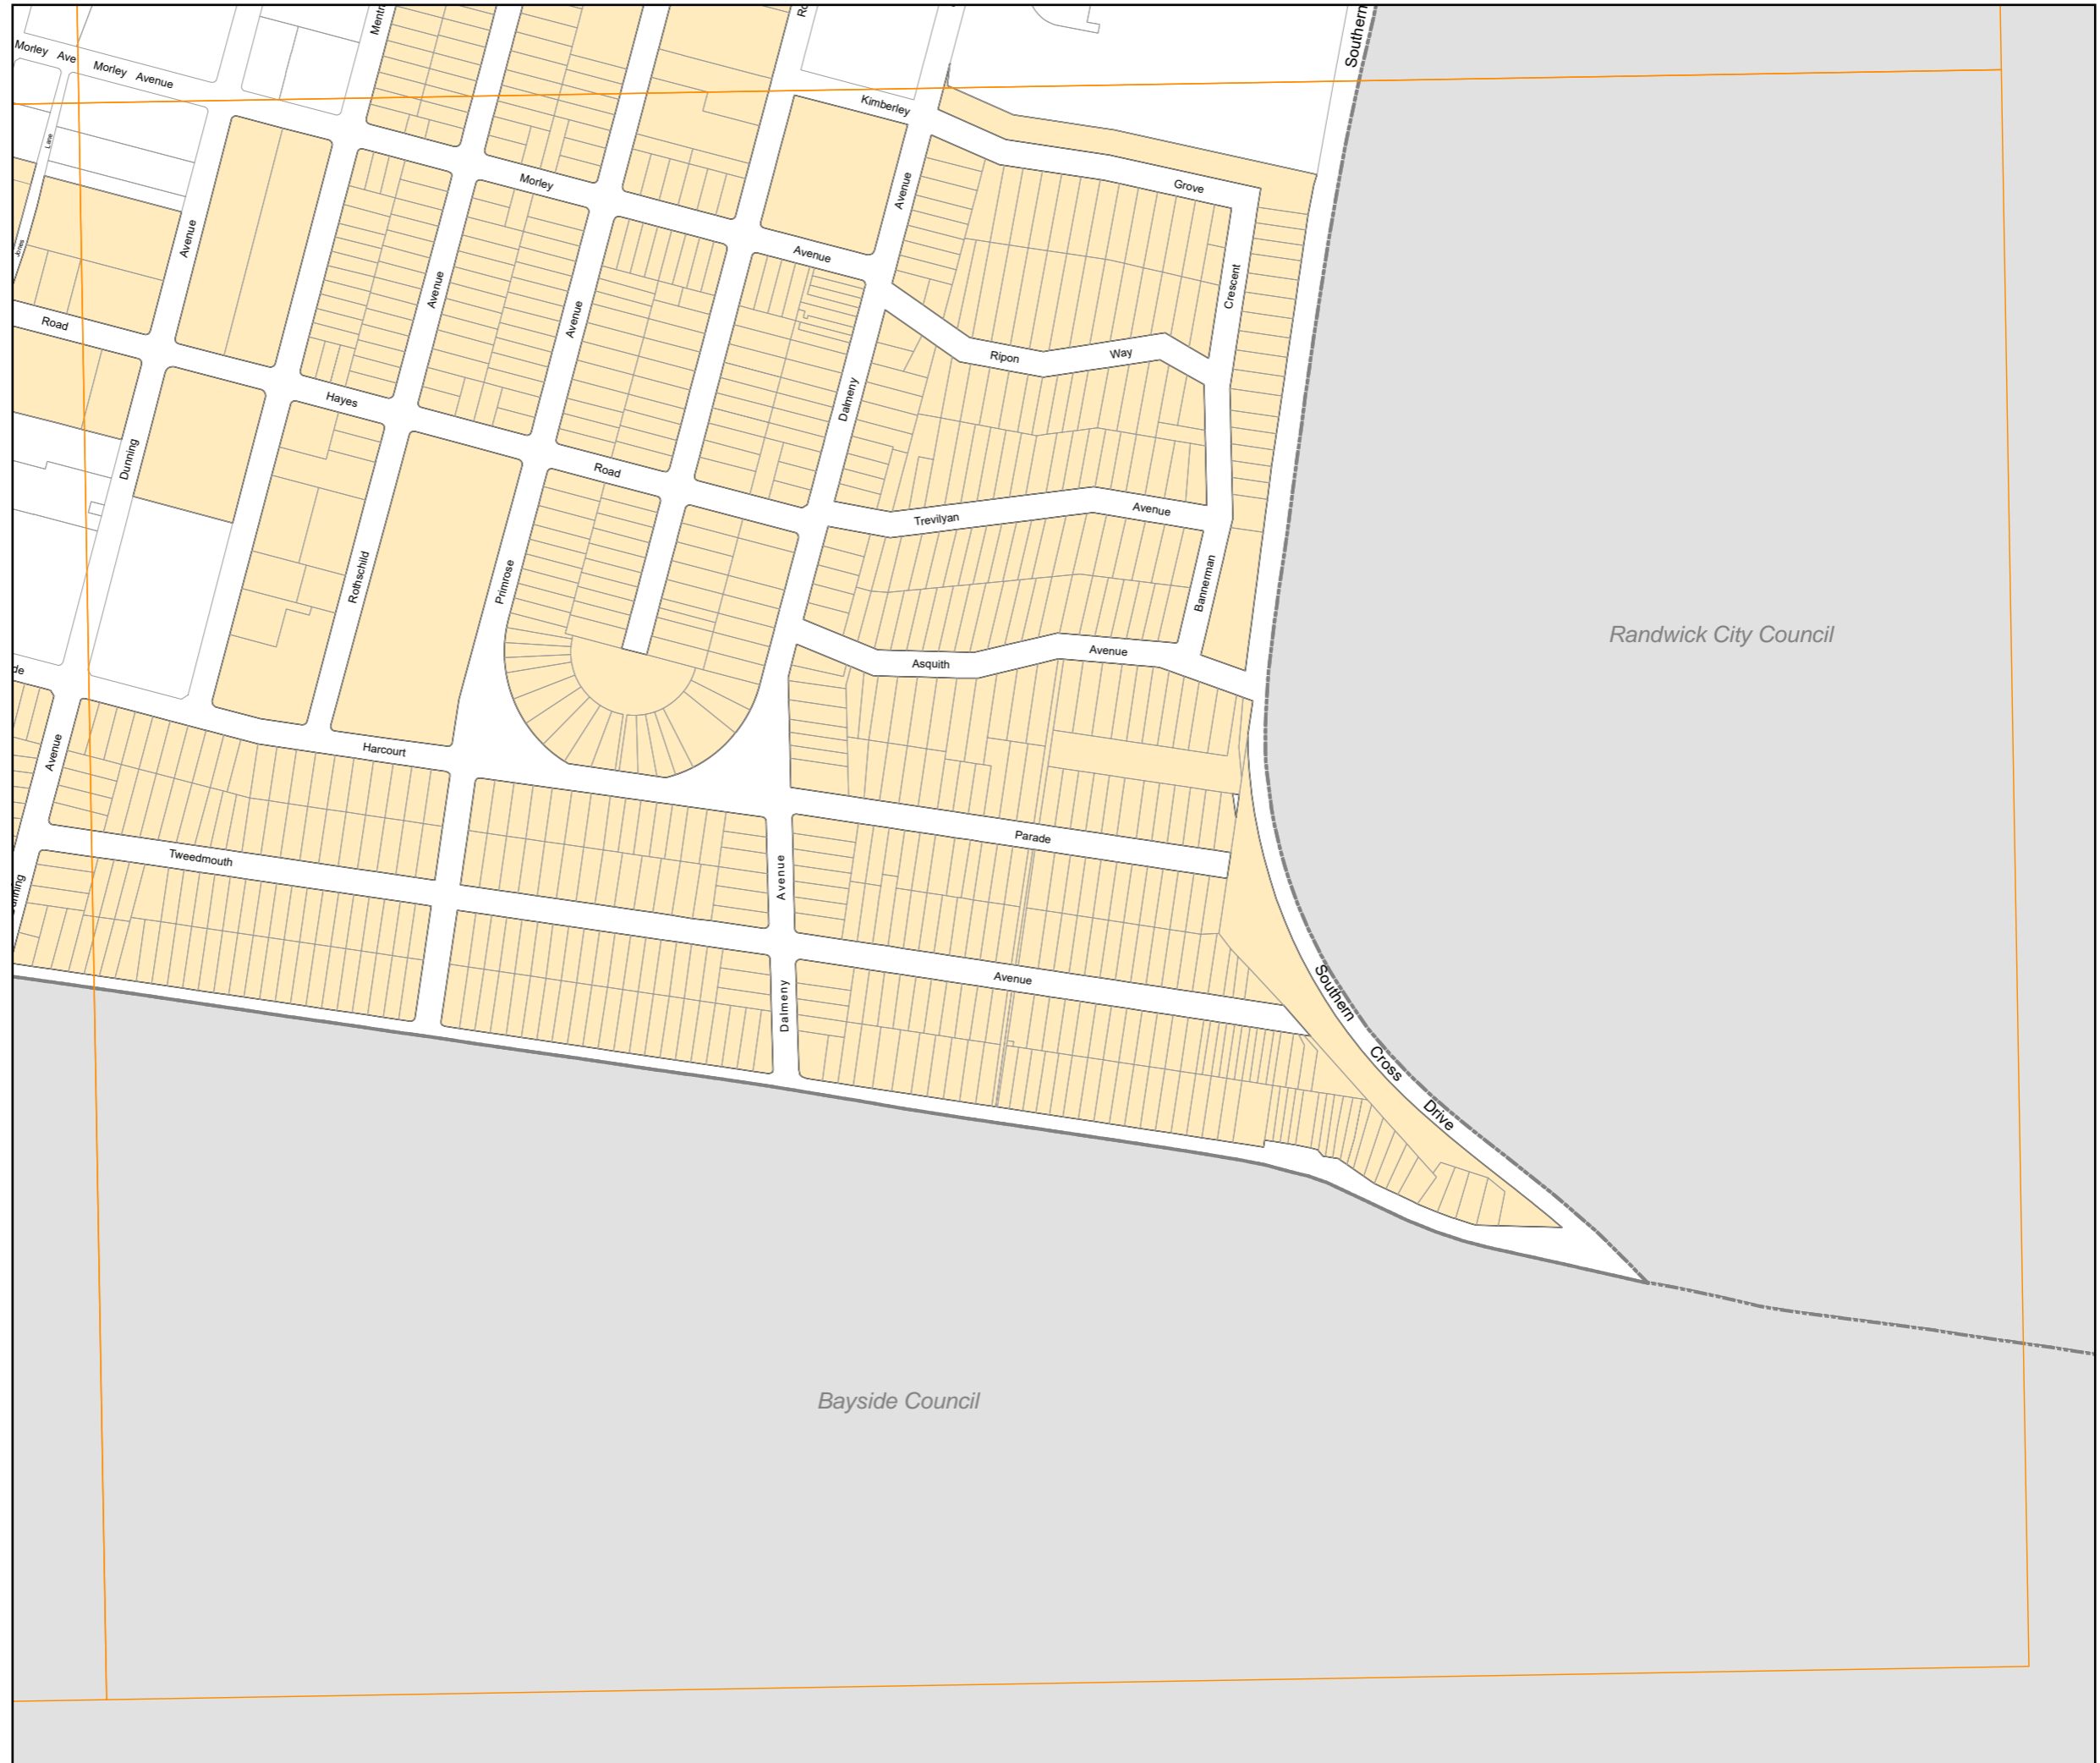 Southern
Morley Ave
Morley Avenue
Kimberley
Lane
Morley
Grove
Avenue
Avenue
Avenue
Crescent
Avenue
Avenue
Road
Ripon Way
Hayes
Dalmeny
Dunning
Road
Trevilyan Avenue
Rothschild
Primrose
Bannerman
Randwick City Council
Asquith Avenue
Avenue
Harcourt
Parade
Tweedmouth
Avenue
Avenue
Dalmeny
Southern
Cross
Drive
Bayside Council